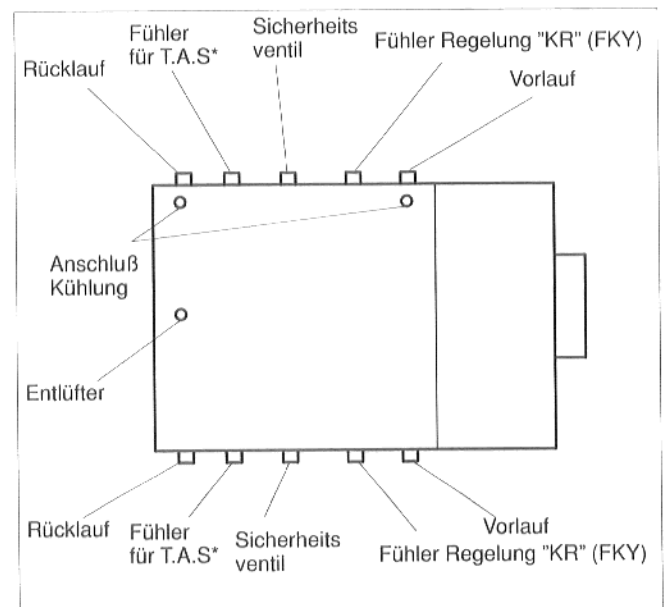 Rücklauf
Fühler
für T.A.S*
Sicherheits
ventil
Fühler Regelung "KR" (FKY)
Vorlauf
Anschluß
Kühlung
Entlüfter
Rücklauf
Fühler
für T.A.S*
Sicherheits
ventil
Vorlauf
Fühler Regelung "KR" (FKY)